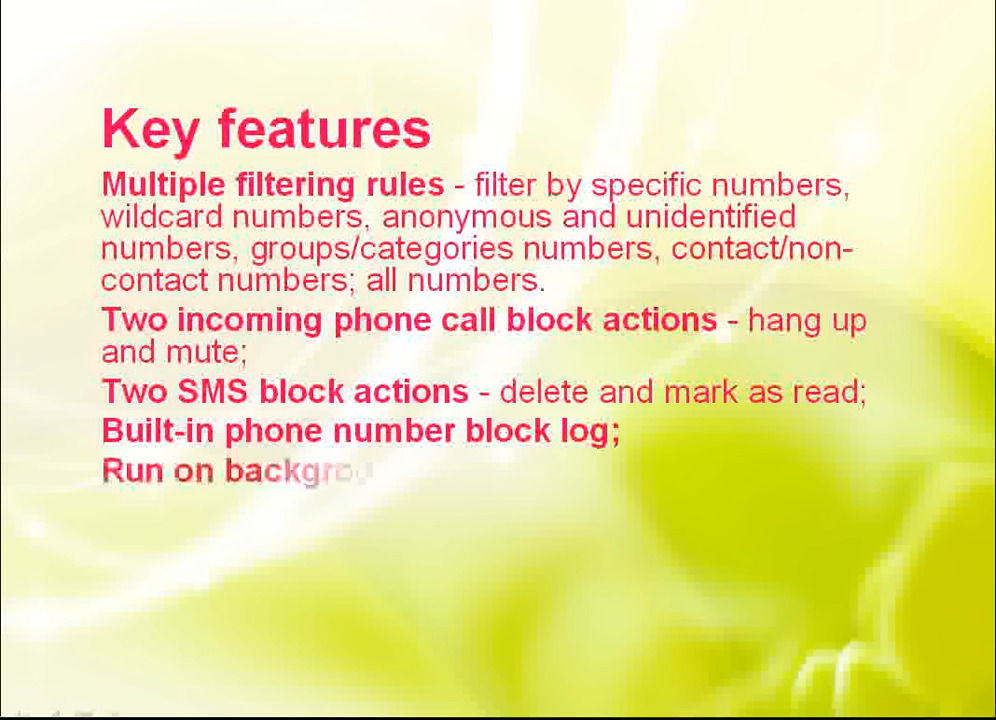 Key features
Multiple filtering rules - filter by specific numbers,
wildcard numbers, anonymous and unidentified
numbers, groups/categories numbers, contact/non-
contact numbers; all numbers.
Two incoming phone call block actions - hang up
and mute;
Two SMS block actions - delete and mark as read;
Built-in phone number block log;
Run on